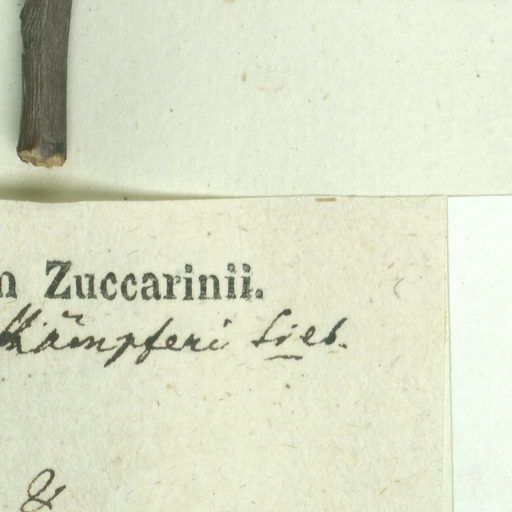 n Zuccarinii.
Kämpferi Sieb.
&